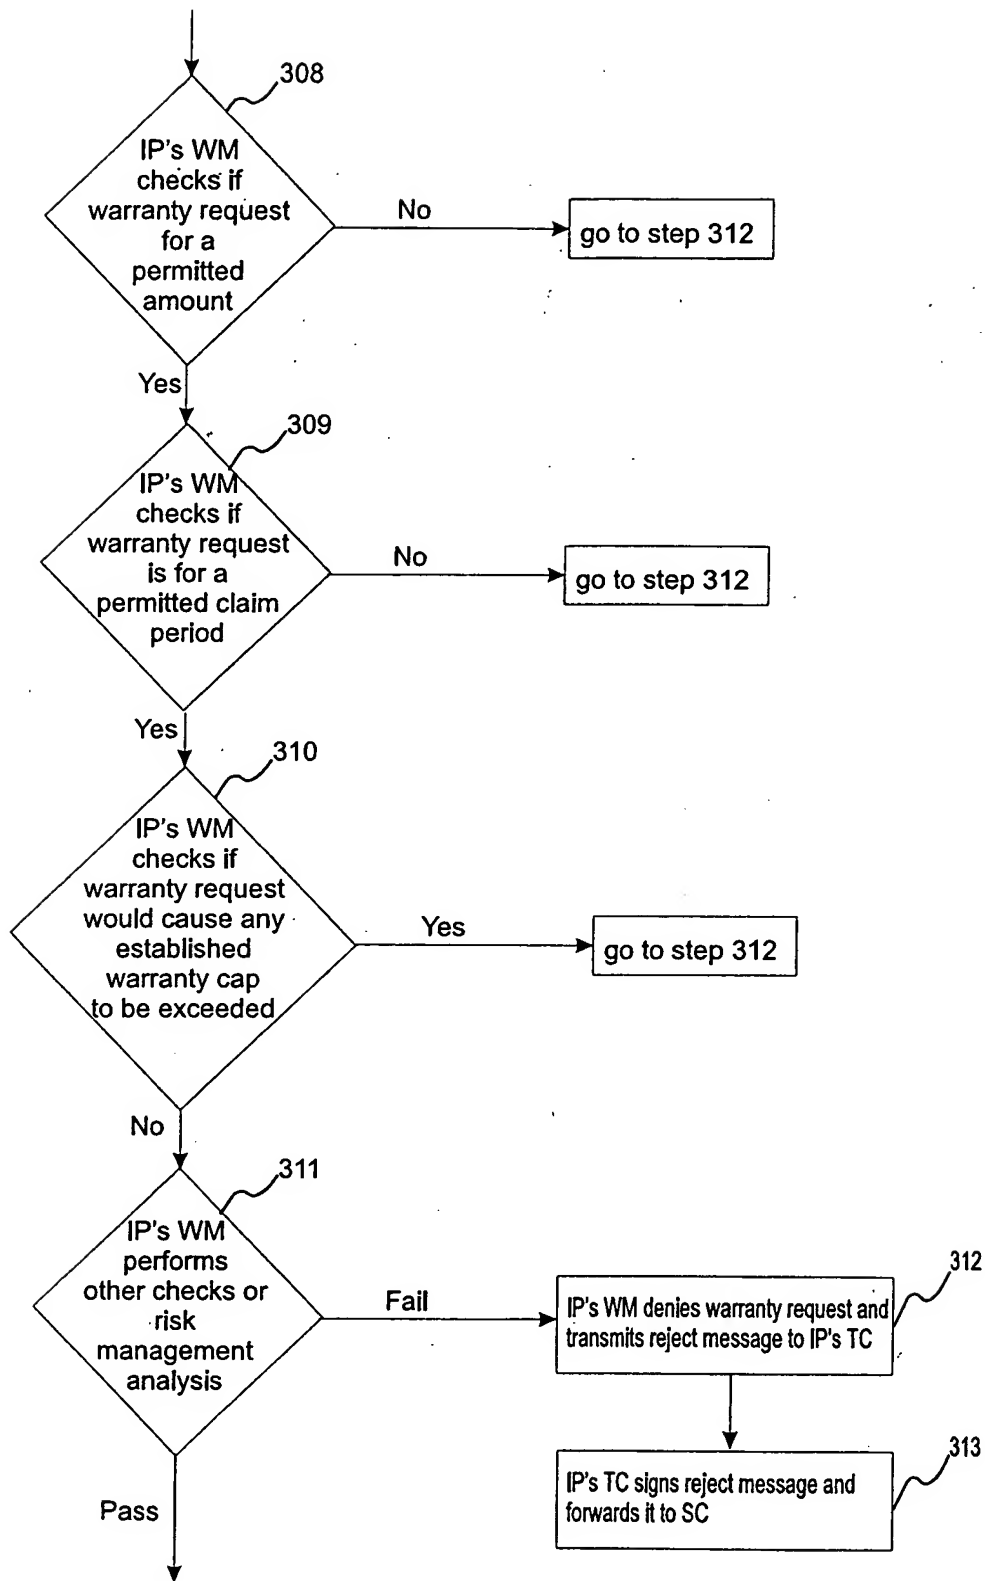 308
IP's WM
checks if
warranty request
for a
permitted
amount
No
go to step 312
Yes
309
IP's WM
checks if
warranty request
is for a
permitted claim
period
No
go to step 312
Yes
310
IP's WM
checks if
warranty request
would cause any
established
warranty cap
to be exceeded
Yes
go to step 312
No
311
IP's WM
performs
other checks or
risk
management
analysis
Fail
312
IP's WM denies warranty request and
transmits reject message to IP's TC
313
IP's TC signs reject message and
forwards it to SC
Pass